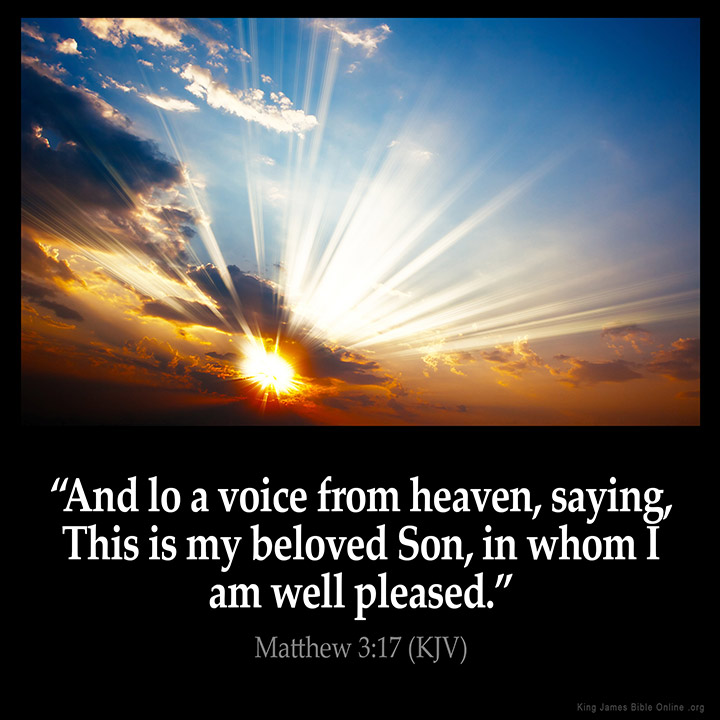 “And lo a voice from heaven, saying,
This is my beloved Son, in whom I
am well pleased.”
Matthew 3:17 (KJV)
King James Bible Online .org